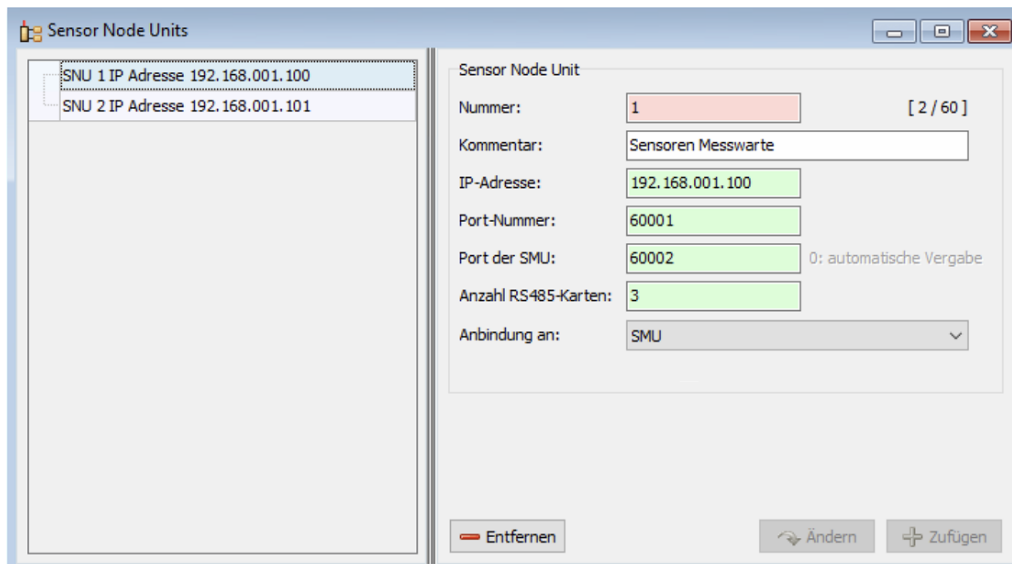 Sensor Node Units
SNU 1 IP Adresse 192.168.001.100
SNU 2 IP Adresse 192.168.001.101
Sensor Node Unit
Nummer: 1 [ 2 / 60 ]
Kommentar: Sensoren Messwarte
IP-Adresse: 192.168.001.100
Port-Nummer: 60001
Port der SMU: 60002 0: automatische Vergabe
Anzahl RS485-Karten: 3
Anbindung an: SMU
Entfernen Ändern Zufügen